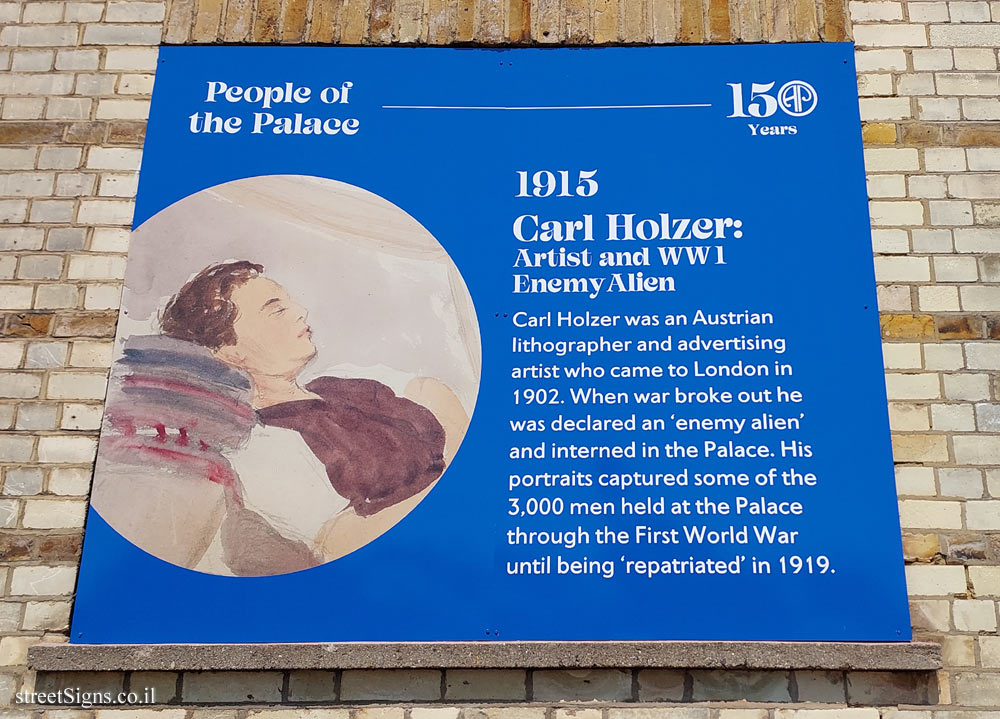 People of
the Palace
150
Years
1915
Carl Holzer:
Artist and WW1
Enemy Alien
Carl Holzer was an Austrian
lithographer and advertising
artist who came to London in
1902. When war broke out he
was declared an ‘enemy alien’
and interned in the Palace. His
portraits captured some of the
3,000 men held at the Palace
through the First World War
until being ‘repatriated’ in 1919.
streetSigns.co.il